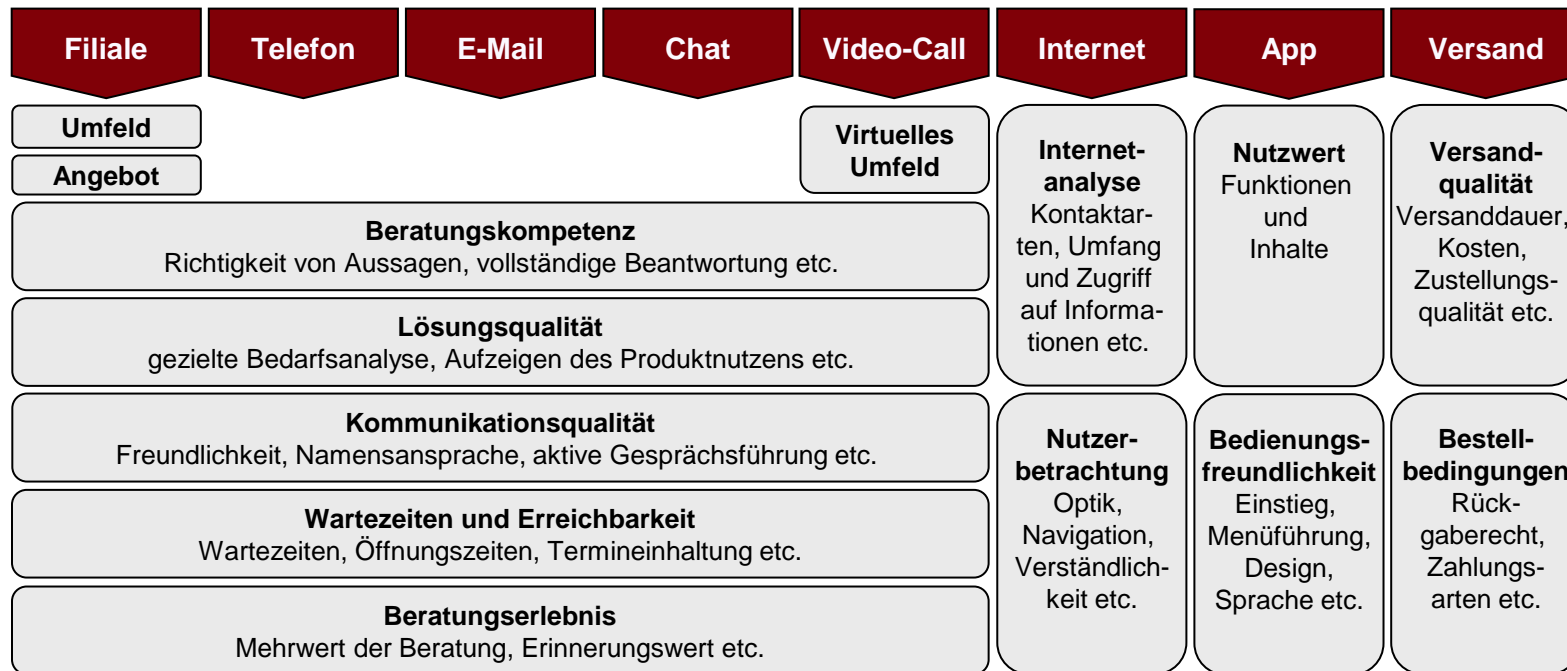 Filiale
Telefon
E-Mail
Chat
Video-Call
Internet
App
Versand
Umfeld
Angebot
Virtuelles
Umfeld
Beratungskompetenz
Richtigkeit von Aussagen, vollständige Beantwortung etc.
Lösungsqualität
gezielte Bedarfsanalyse, Aufzeigen des Produktnutzens etc.
Kommunikationsqualität
Freundlichkeit, Namensansprache, aktive Gesprächsführung etc.
Wartezeiten und Erreichbarkeit
Wartezeiten, Öffnungszeiten, Termineinhaltung etc.
Beratungserlebnis
Mehrwert der Beratung, Erinnerungswert etc.
Internet-
analyse
Kontaktar-
ten, Umfang
und Zugriff
auf Informa-
tionen etc.
Nutzer-
betrachtung
Optik,
Navigation,
Verständlich-
keit etc.
Nutzwert
Funktionen
und
Inhalte
Bedienungs-
freundlichkeit
Einstieg,
Menüführung,
Design,
Sprache etc.
Versand-
qualität
Versanddauer,
Kosten,
Zustellungs-
qualität etc.
Bestell-
bedingungen
Rück-
gaberecht,
Zahlungs-
arten etc.